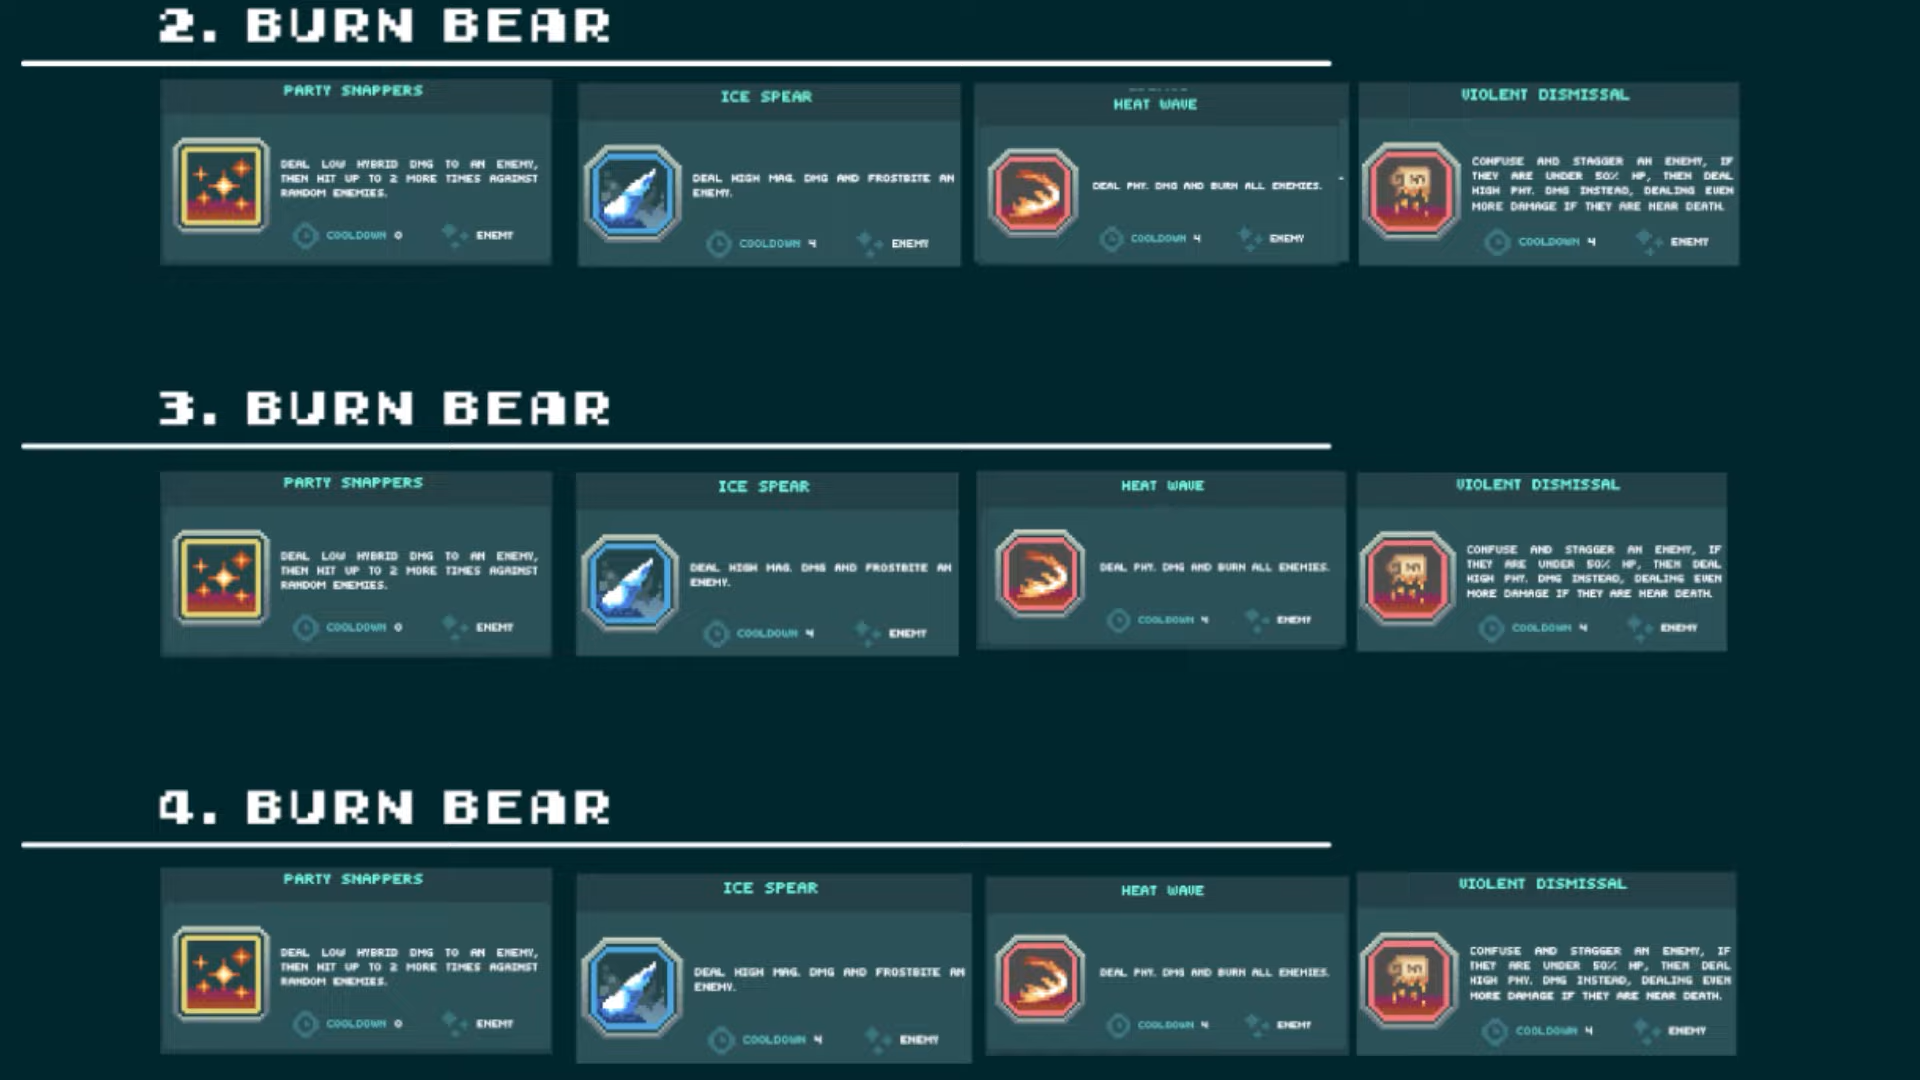 2. BURN BEAR
PARTY SNAPPERS
DEAL LOW HYBRID DMG TO AN ENEMY,
THEN HIT UP TO 2 MORE TIMES AGAINST
RANDOM ENEMIES.
COOLDOWN 0 ENEMY
ICE SPEAR
DEAL HIGH MAG. DMG AND FROSTBITE AN
ENEMY.
COOLDOWN 4 ENEMY
HEAT WAVE
DEAL PHY. DMG AND BURN ALL ENEMIES.
COOLDOWN 4 ENEMY
VIOLENT DISMISSAL
CONFUSE AND STAGGER AN ENEMY, IF
THEY ARE UNDER 50% HP, THEN DEAL
HIGH PHY. DMG INSTEAD, DEALING EVEN
MORE DAMAGE IF THEY ARE NEAR DEATH.
COOLDOWN 4 ENEMY
3. BURN BEAR
PARTY SNAPPERS
DEAL LOW HYBRID DMG TO AN ENEMY,
THEN HIT UP TO 2 MORE TIMES AGAINST
RANDOM ENEMIES.
COOLDOWN 0 ENEMY
ICE SPEAR
DEAL HIGH MAG. DMG AND FROSTBITE AN
ENEMY.
COOLDOWN 4 ENEMY
HEAT WAVE
DEAL PHY. DMG AND BURN ALL ENEMIES.
COOLDOWN 4 ENEMY
VIOLENT DISMISSAL
CONFUSE AND STAGGER AN ENEMY, IF
THEY ARE UNDER 50% HP, THEN DEAL
HIGH PHY. DMG INSTEAD, DEALING EVEN
MORE DAMAGE IF THEY ARE NEAR DEATH.
COOLDOWN 4 ENEMY
4. BURN BEAR
PARTY SNAPPERS
DEAL LOW HYBRID DMG TO AN ENEMY,
THEN HIT UP TO 2 MORE TIMES AGAINST
RANDOM ENEMIES.
COOLDOWN 0 ENEMY
ICE SPEAR
DEAL HIGH MAG. DMG AND FROSTBITE AN
ENEMY.
COOLDOWN 4 ENEMY
HEAT WAVE
DEAL PHY. DMG AND BURN ALL ENEMIES.
COOLDOWN 4 ENEMY
VIOLENT DISMISSAL
CONFUSE AND STAGGER AN ENEMY, IF
THEY ARE UNDER 50% HP, THEN DEAL
HIGH PHY. DMG INSTEAD, DEALING EVEN
MORE DAMAGE IF THEY ARE NEAR DEATH.
COOLDOWN 4 ENEMY